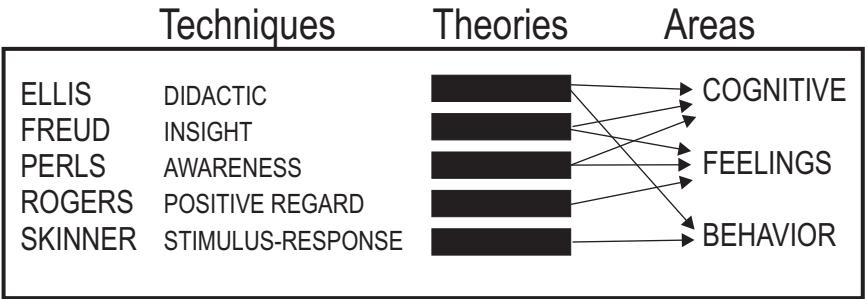 Techniques Theories Areas
ELLIS DIDACTIC COGNITIVE
FREUD INSIGHT
PERLS AWARENESS FEELINGS
ROGERS POSITIVE REGARD
SKINNER STIMULUS-RESPONSE BEHAVIOR